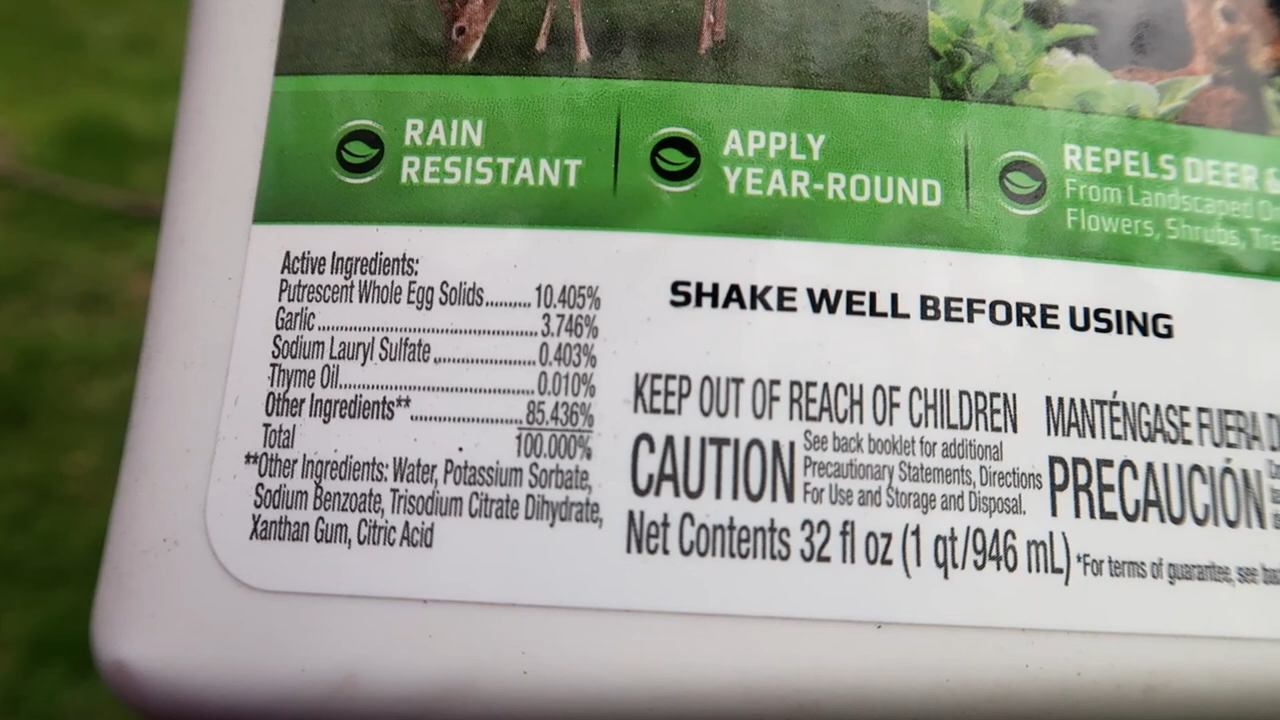 RAIN
RESISTANT
APPLY
YEAR-ROUND
REPELS DEER
From Landscaped
Flowers, Shrubs,
Active Ingredients:
Putrescent Whole Egg Solids.......... 10.405%
Garlic.......................................... 3.746%
Sodium Lauryl Sulfate ................... 0.403%
Thyme Oil..................................... 0.010%
Other Ingredients**..................... 85.436%
Total 100.000%
**Other Ingredients: Water, Potassium Sorbate,
Sodium Benzoate, Trisodium Citrate Dihydrate,
Xanthan Gum, Citric Acid
SHAKE WELL BEFORE USING
KEEP OUT OF REACH OF CHILDREN
CAUTION
See back booklet for additional
Precautionary Statements, Directions
For Use and Storage and Disposal.
MANTÉNGASE FUERA
PRECAUCIÓN
Net Contents 32 fl oz (1 qt/946 mL)
*For terms of guarantee, see